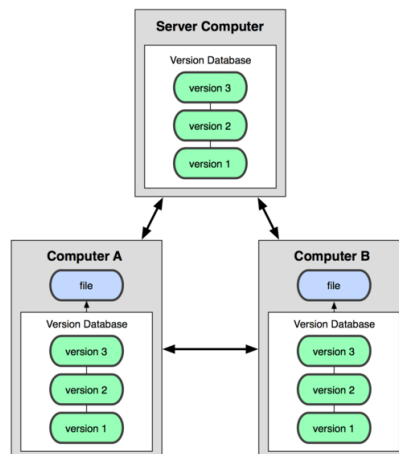 Server Computer
Version Database
version 3
version 2
version 1
Computer A
file
Version Database
version 3
version 2
version 1
Computer B
file
Version Database
version 3
version 2
version 1